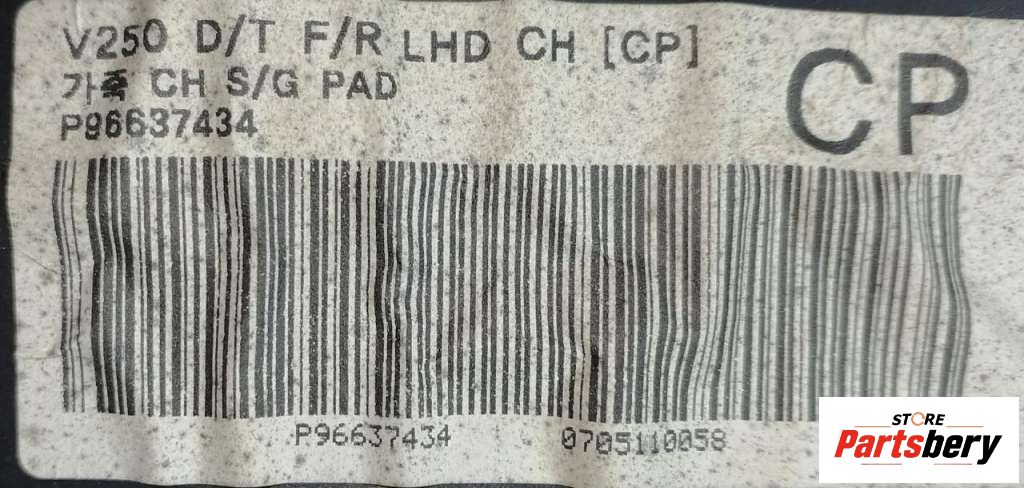 V250 D/T F/R LHD CH [CP]
가죽 CH S/G PAD
P96637434
CP
P96637434 0705110058
STORE
Partsbery